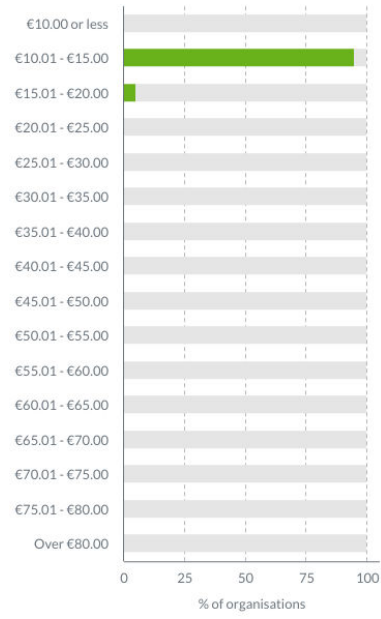 €10.00 or less
€10.01 - €15.00
€15.01 - €20.00
€20.01 - €25.00
€25.01 - €30.00
€30.01 - €35.00
€35.01 - €40.00
€40.01 - €45.00
€45.01 - €50.00
€50.01 - €55.00
€55.01 - €60.00
€60.01 - €65.00
€65.01 - €70.00
€70.01 - €75.00
€75.01 - €80.00
Over €80.00
0 25 50 75 100
% of organisations